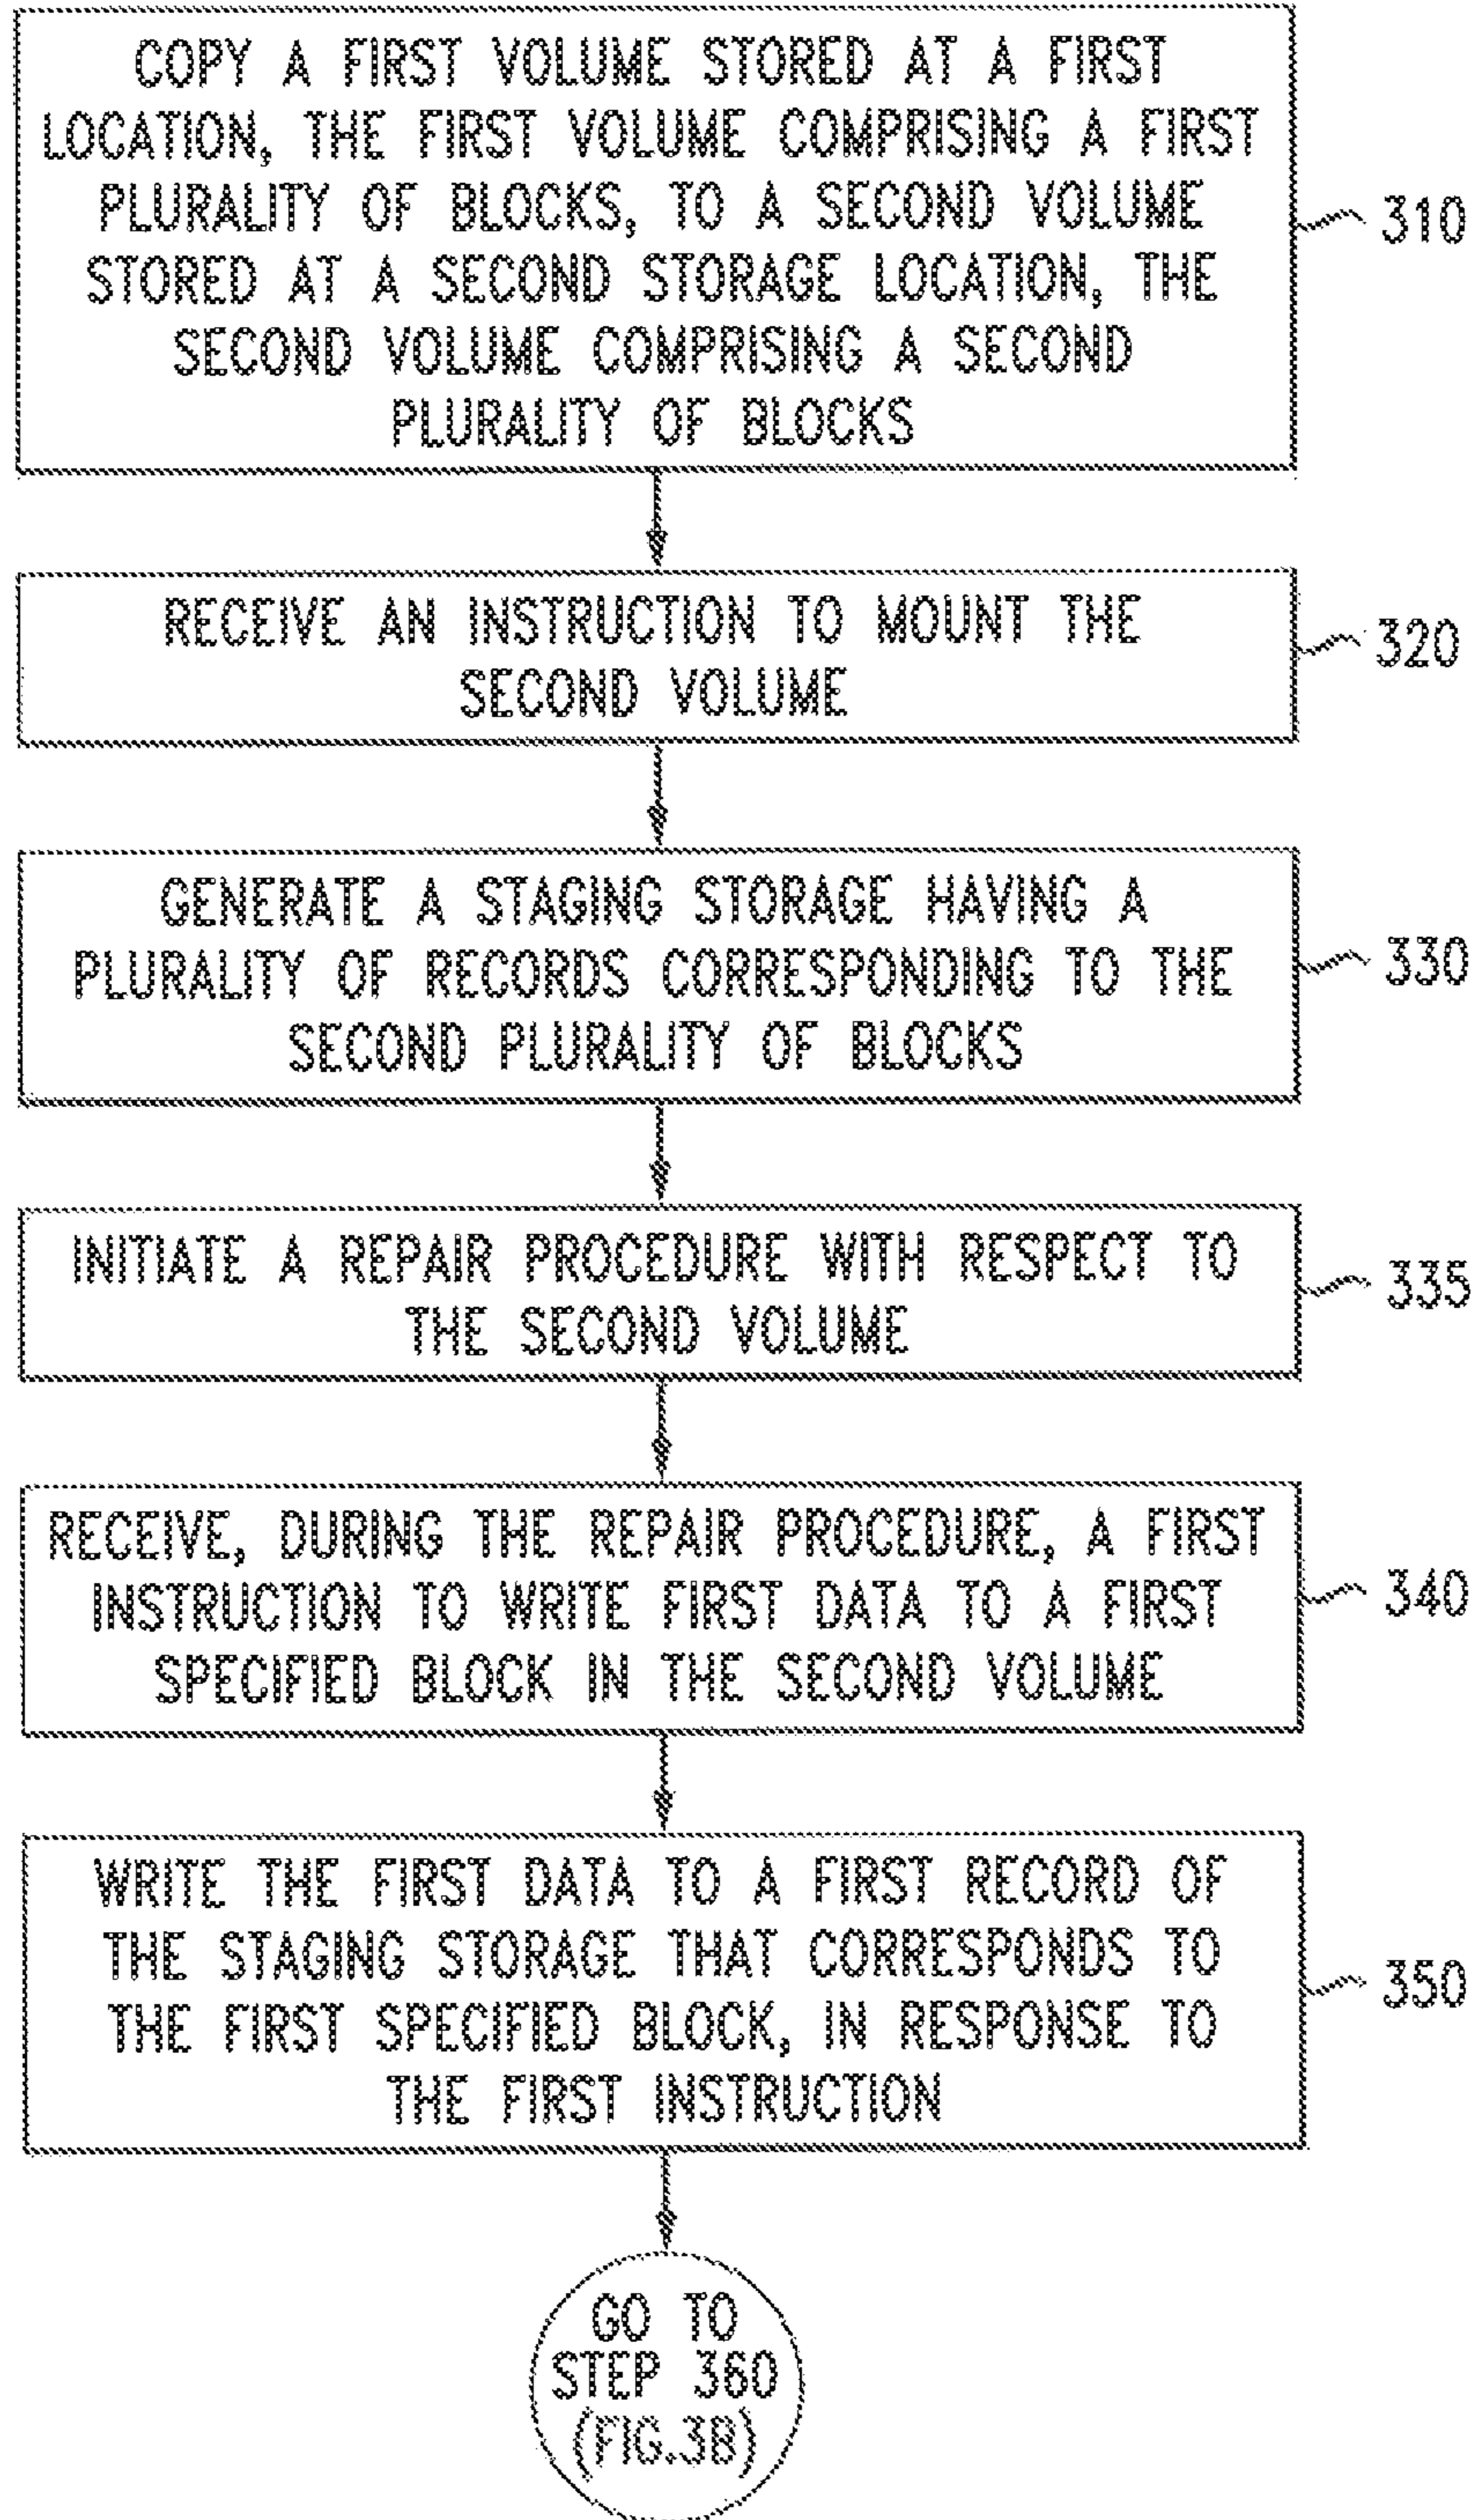 COPY A FIRST VOLUME STORED AT A FIRST
LOCATION, THE FIRST VOLUME COMPRISING A FIRST
PLURALITY OF BLOCKS, TO A SECOND VOLUME
STORED AT A SECOND STORAGE LOCATION, THE
SECOND VOLUME COMPRISING A SECOND
PLURALITY OF BLOCKS
310
RECEIVE AN INSTRUCTION TO MOUNT THE
SECOND VOLUME
320
GENERATE A STAGING STORAGE HAVING A
PLURALITY OF RECORDS CORRESPONDING TO THE
SECOND PLURALITY OF BLOCKS
330
INITIATE A REPAIR PROCEDURE WITH RESPECT TO
THE SECOND VOLUME
335
RECEIVE, DURING THE REPAIR PROCEDURE, A FIRST
INSTRUCTION TO WRITE FIRST DATA TO A FIRST
SPECIFIED BLOCK IN THE SECOND VOLUME
340
WRITE THE FIRST DATA TO A FIRST RECORD OF
THE STAGING STORAGE THAT CORRESPONDS TO
THE FIRST SPECIFIED BLOCK, IN RESPONSE TO
THE FIRST INSTRUCTION
350
GO TO
STEP 360
(FIG.3B)